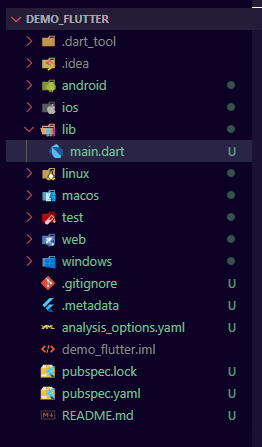 DEMO_FLUTTER
.dart_tool
.idea
android
ios
lib
main.dart U
linux
macos
test
web
windows
.gitignore U
.metadata U
analysis_options.yaml U
demo_flutter.iml
pubspec.lock U
pubspec.yaml U
README.md U